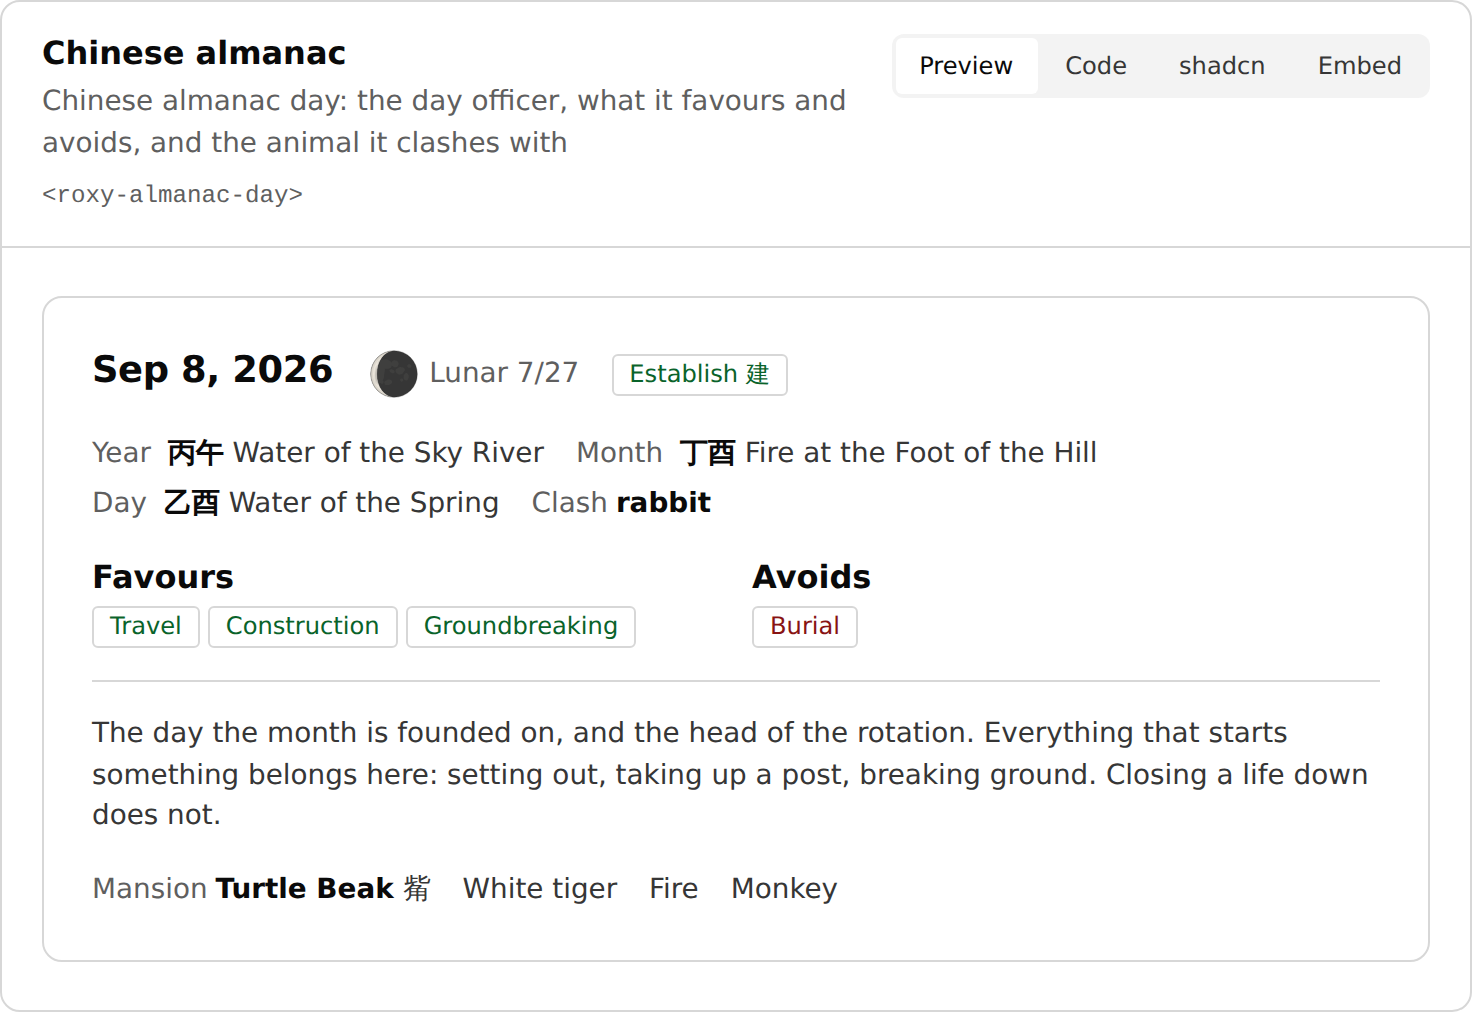 Chinese almanac
Preview Code shadcn Embed
Chinese almanac day: the day officer, what it favours and
avoids, and the animal it clashes with
<roxy-almanac-day>
Sep 8, 2026 Lunar 7/27 Establish 建
Year 丙午 Water of the Sky River Month 丁酉 Fire at the Foot of the Hill
Day 乙酉 Water of the Spring Clash rabbit
Favours Avoids
Travel Construction Groundbreaking Burial
The day the month is founded on, and the head of the rotation. Everything that starts
something belongs here: setting out, taking up a post, breaking ground. Closing a life down
does not.
Mansion Turtle Beak 觜 White tiger Fire Monkey